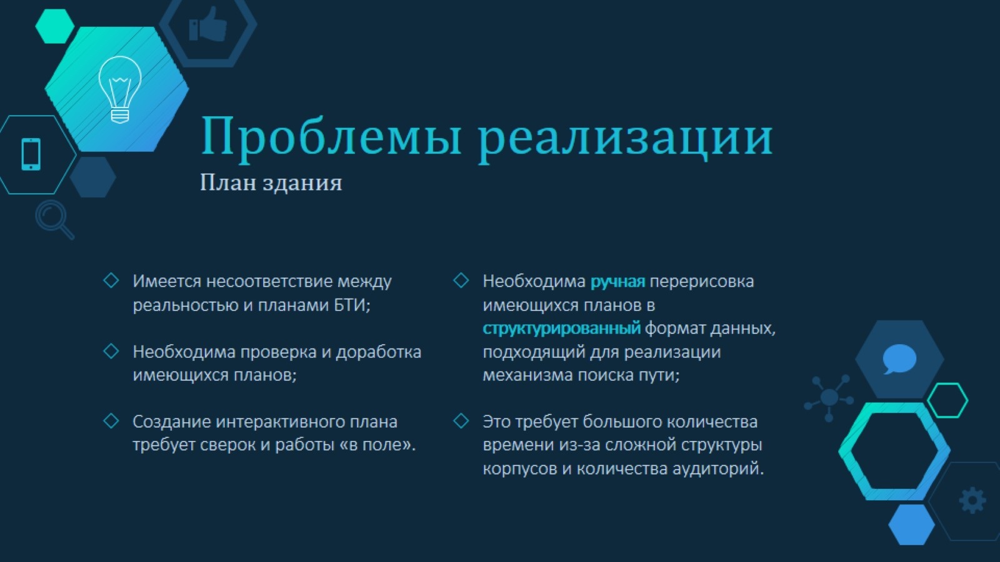 Проблемы реализации
План здания
Имеется несоответствие между
реальностью и планами БТИ;
Необходима проверка и доработка
имеющихся планов;
Создание интерактивного плана
требует сверок и работы «в поле».
Необходима ручная перерисовка
имеющихся планов в
структурированный формат данных,
подходящий для реализации
механизма поиска пути;
Это требует большого количества
времени из-за сложной структуры
корпусов и количества аудиторий.